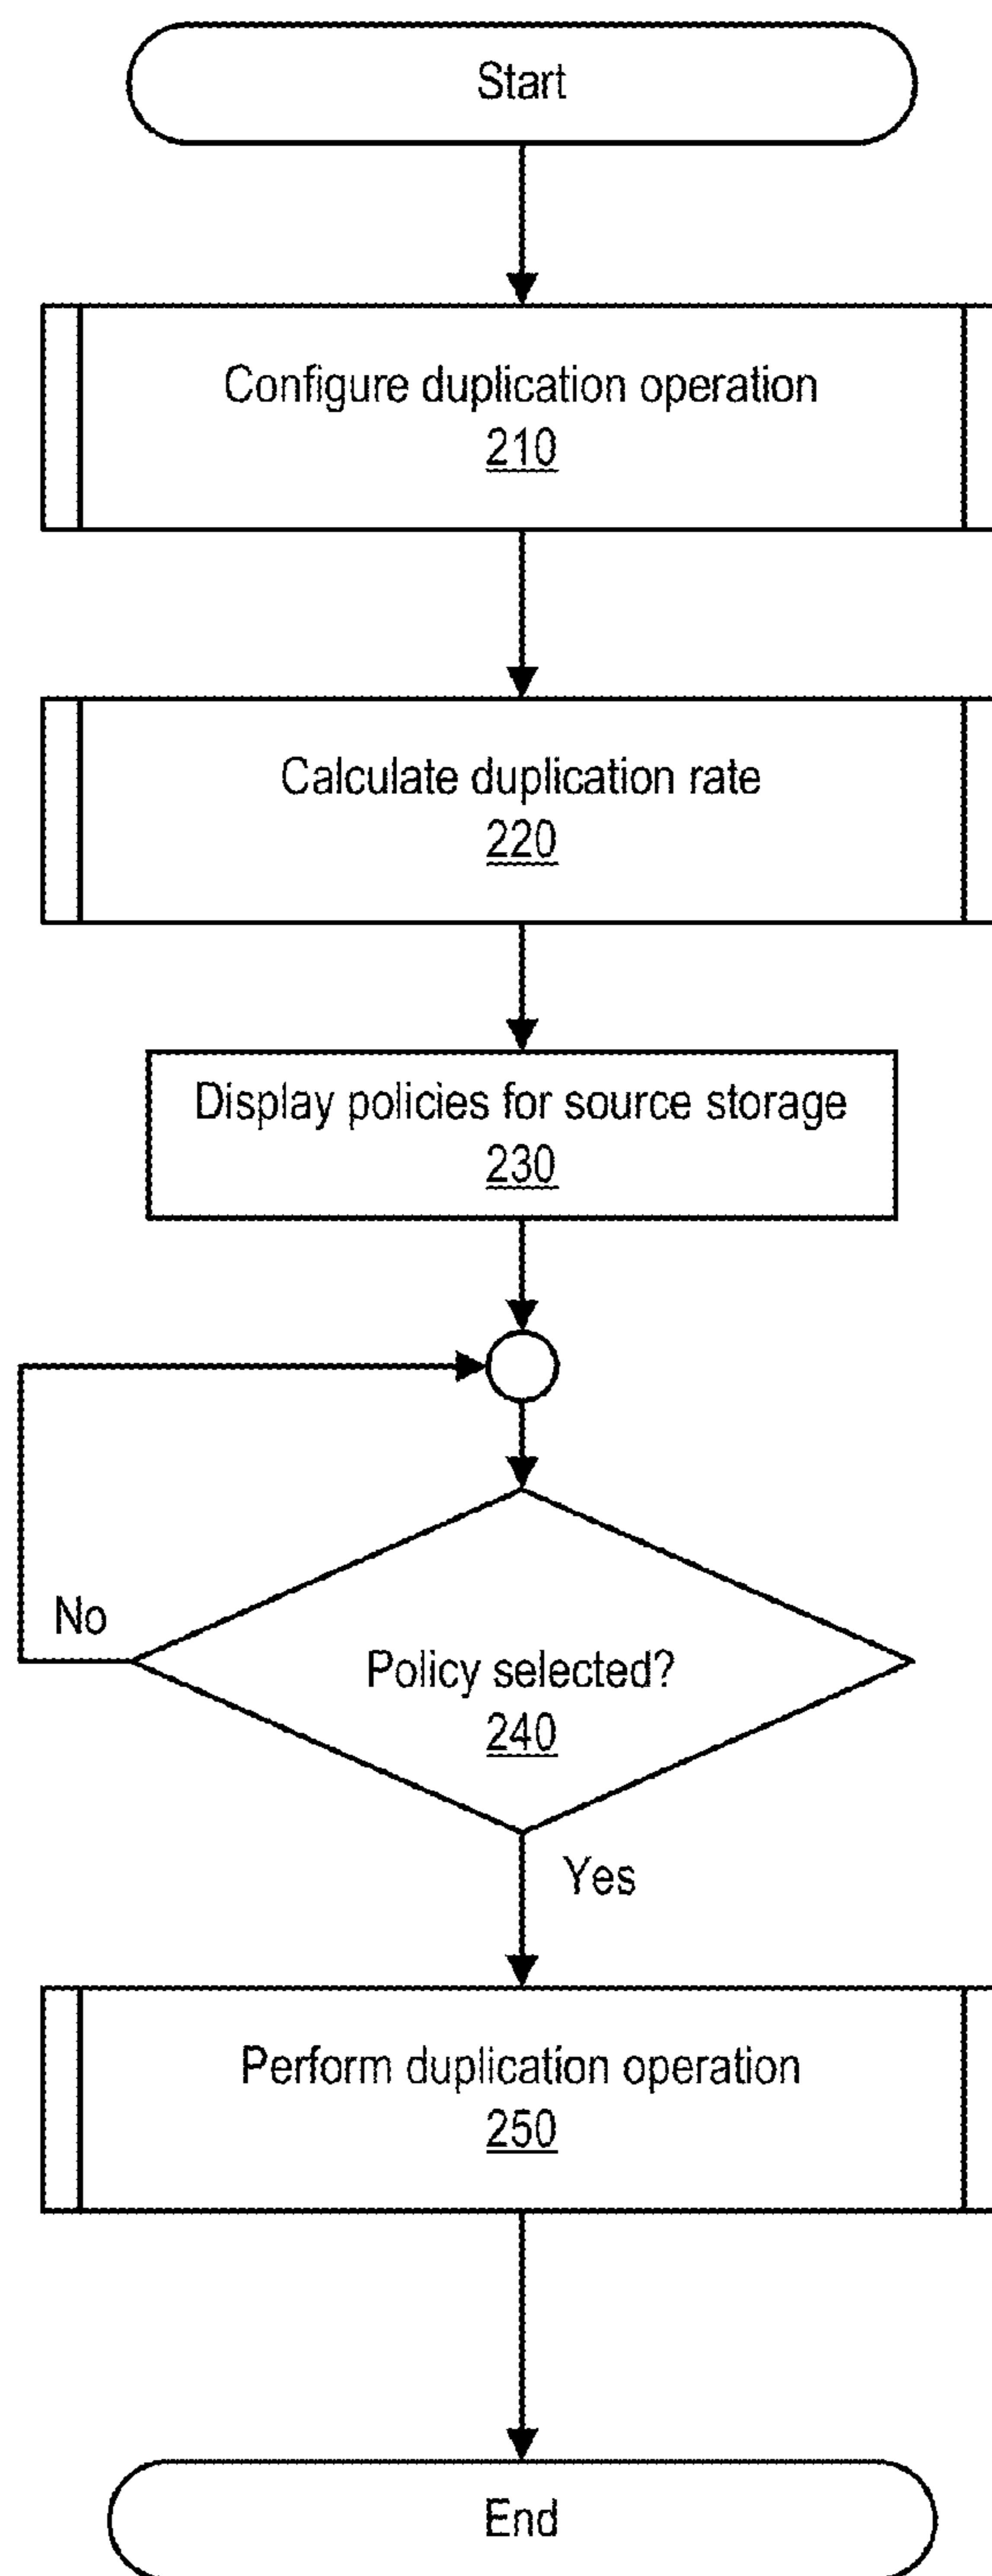 Start
Configure duplication operation
210
Calculate duplication rate
220
Display policies for source storage
230
No
Policy selected?
240
Yes
Perform duplication operation
250
End